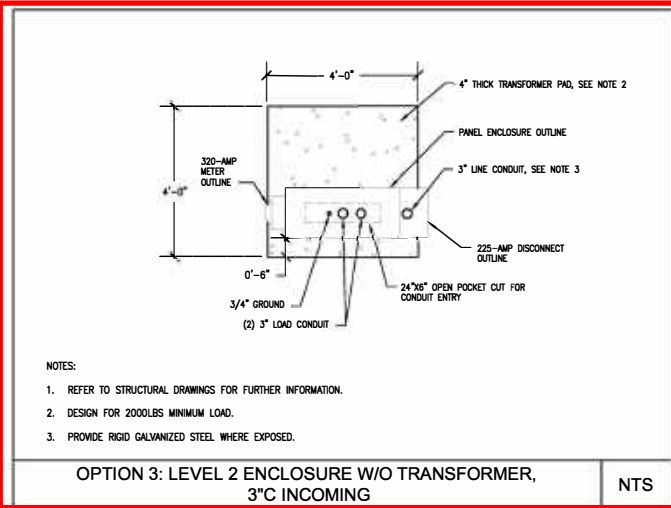 4'-0"
4" THICK TRANSFORMER PAD, SEE NOTE 2
PANEL ENCLOSURE OUTLINE
320-AMP
METER
OUTLINE
3" LINE CONDUIT, SEE NOTE 3
4'-0"
225-AMP DISCONNECT
OUTLINE
0'-6"
24"X6" OPEN POCKET CUT FOR
CONDUIT ENTRY
3/4" GROUND
(2) 3" LOAD CONDUIT
NOTES:
1. REFER TO STRUCTURAL DRAWINGS FOR FURTHER INFORMATION.
2. DESIGN FOR 2000LBS MINIMUM LOAD.
3. PROVIDE RIGID GALVANIZED STEEL WHERE EXPOSED.
OPTION 3: LEVEL 2 ENCLOSURE W/O TRANSFORMER,
3"C INCOMING
NTS